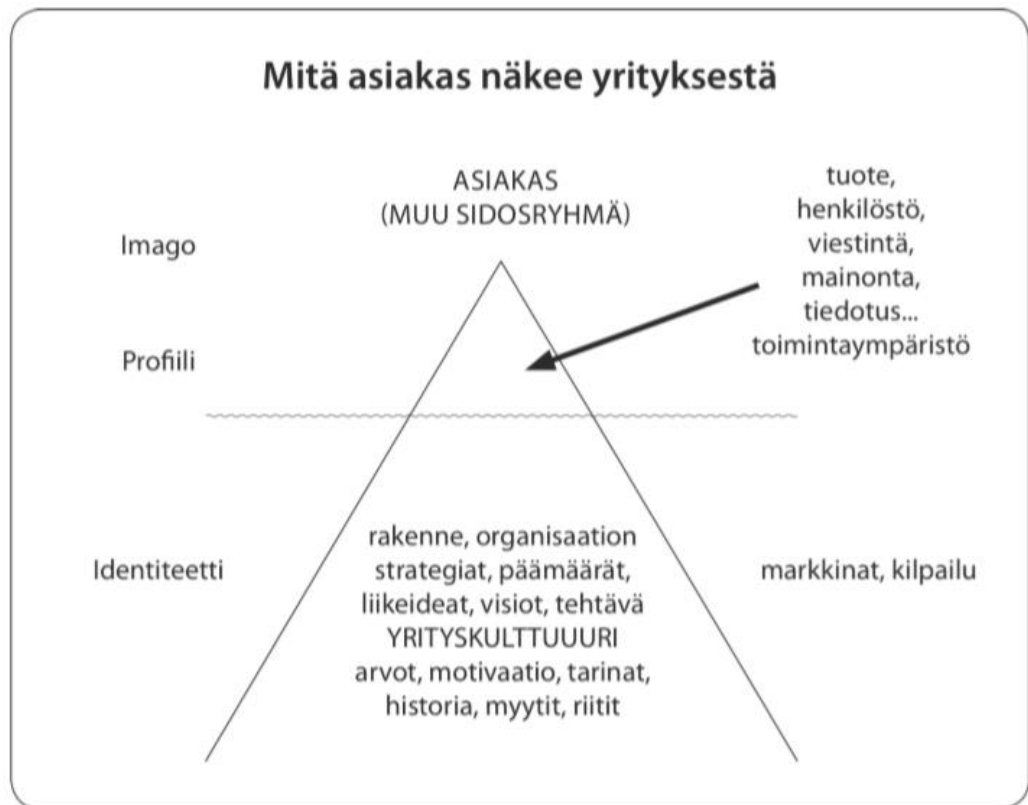 Mitä asiakas näkee yrityksestä
ASIAKAS
(MUU SIDOSRYHMÄ)
tuote,
henkilöstö,
viestintä,
mainonta,
tiedotus...
toimintaympäristö
Imago
Profiili
Identiteetti
rakenne, organisaation
strategiat, päämäärät,
liikeideat, visiot, tehtävä
YRITYSKULTTUUURI
arvot, motivaatio, tarinat,
historia, myytit, riitit
markkinat, kilpailu